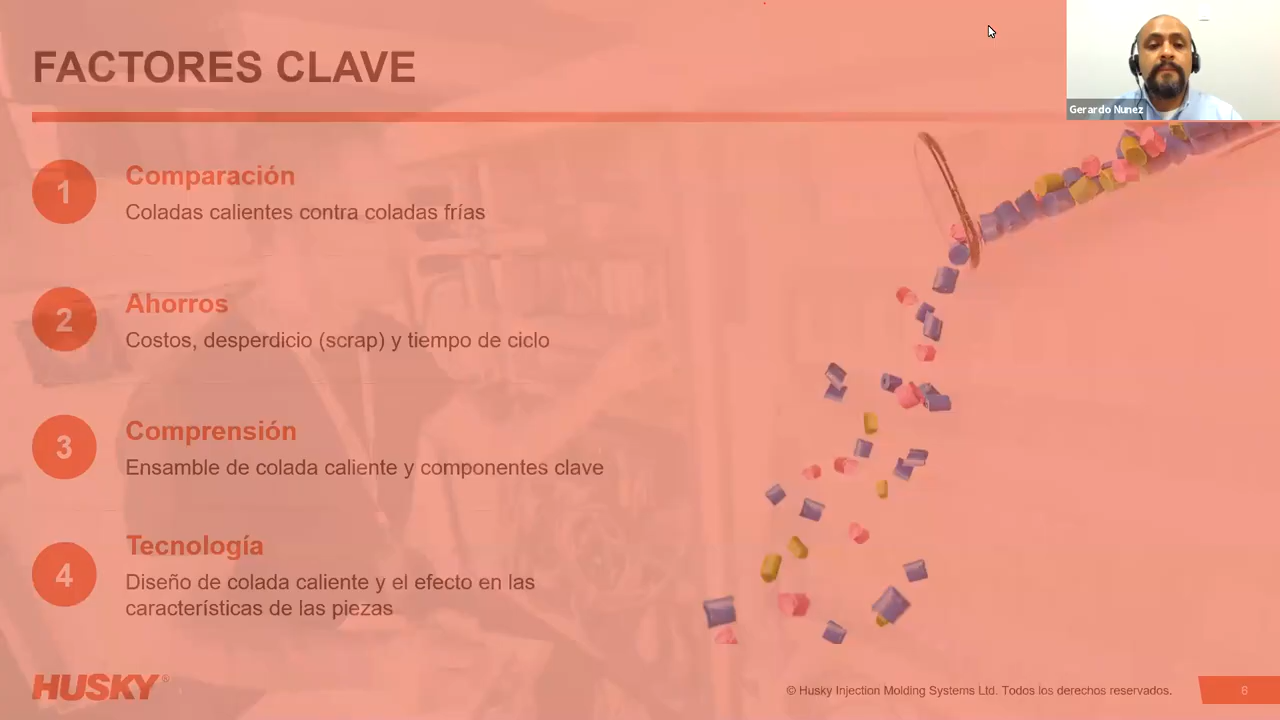 FACTORES CLAVE
Gerardo Nunez
1
Comparación
Coladas calientes contra coladas frías
2
Ahorros
Costos, desperdicio (scrap) y tiempo de ciclo
3
Comprensión
Ensamble de colada caliente y componentes clave
4
Tecnología
Diseño de colada caliente y el efecto en las
características de las piezas
HUSKY®
© Husky Injection Molding Systems Ltd. Todos los derechos reservados.